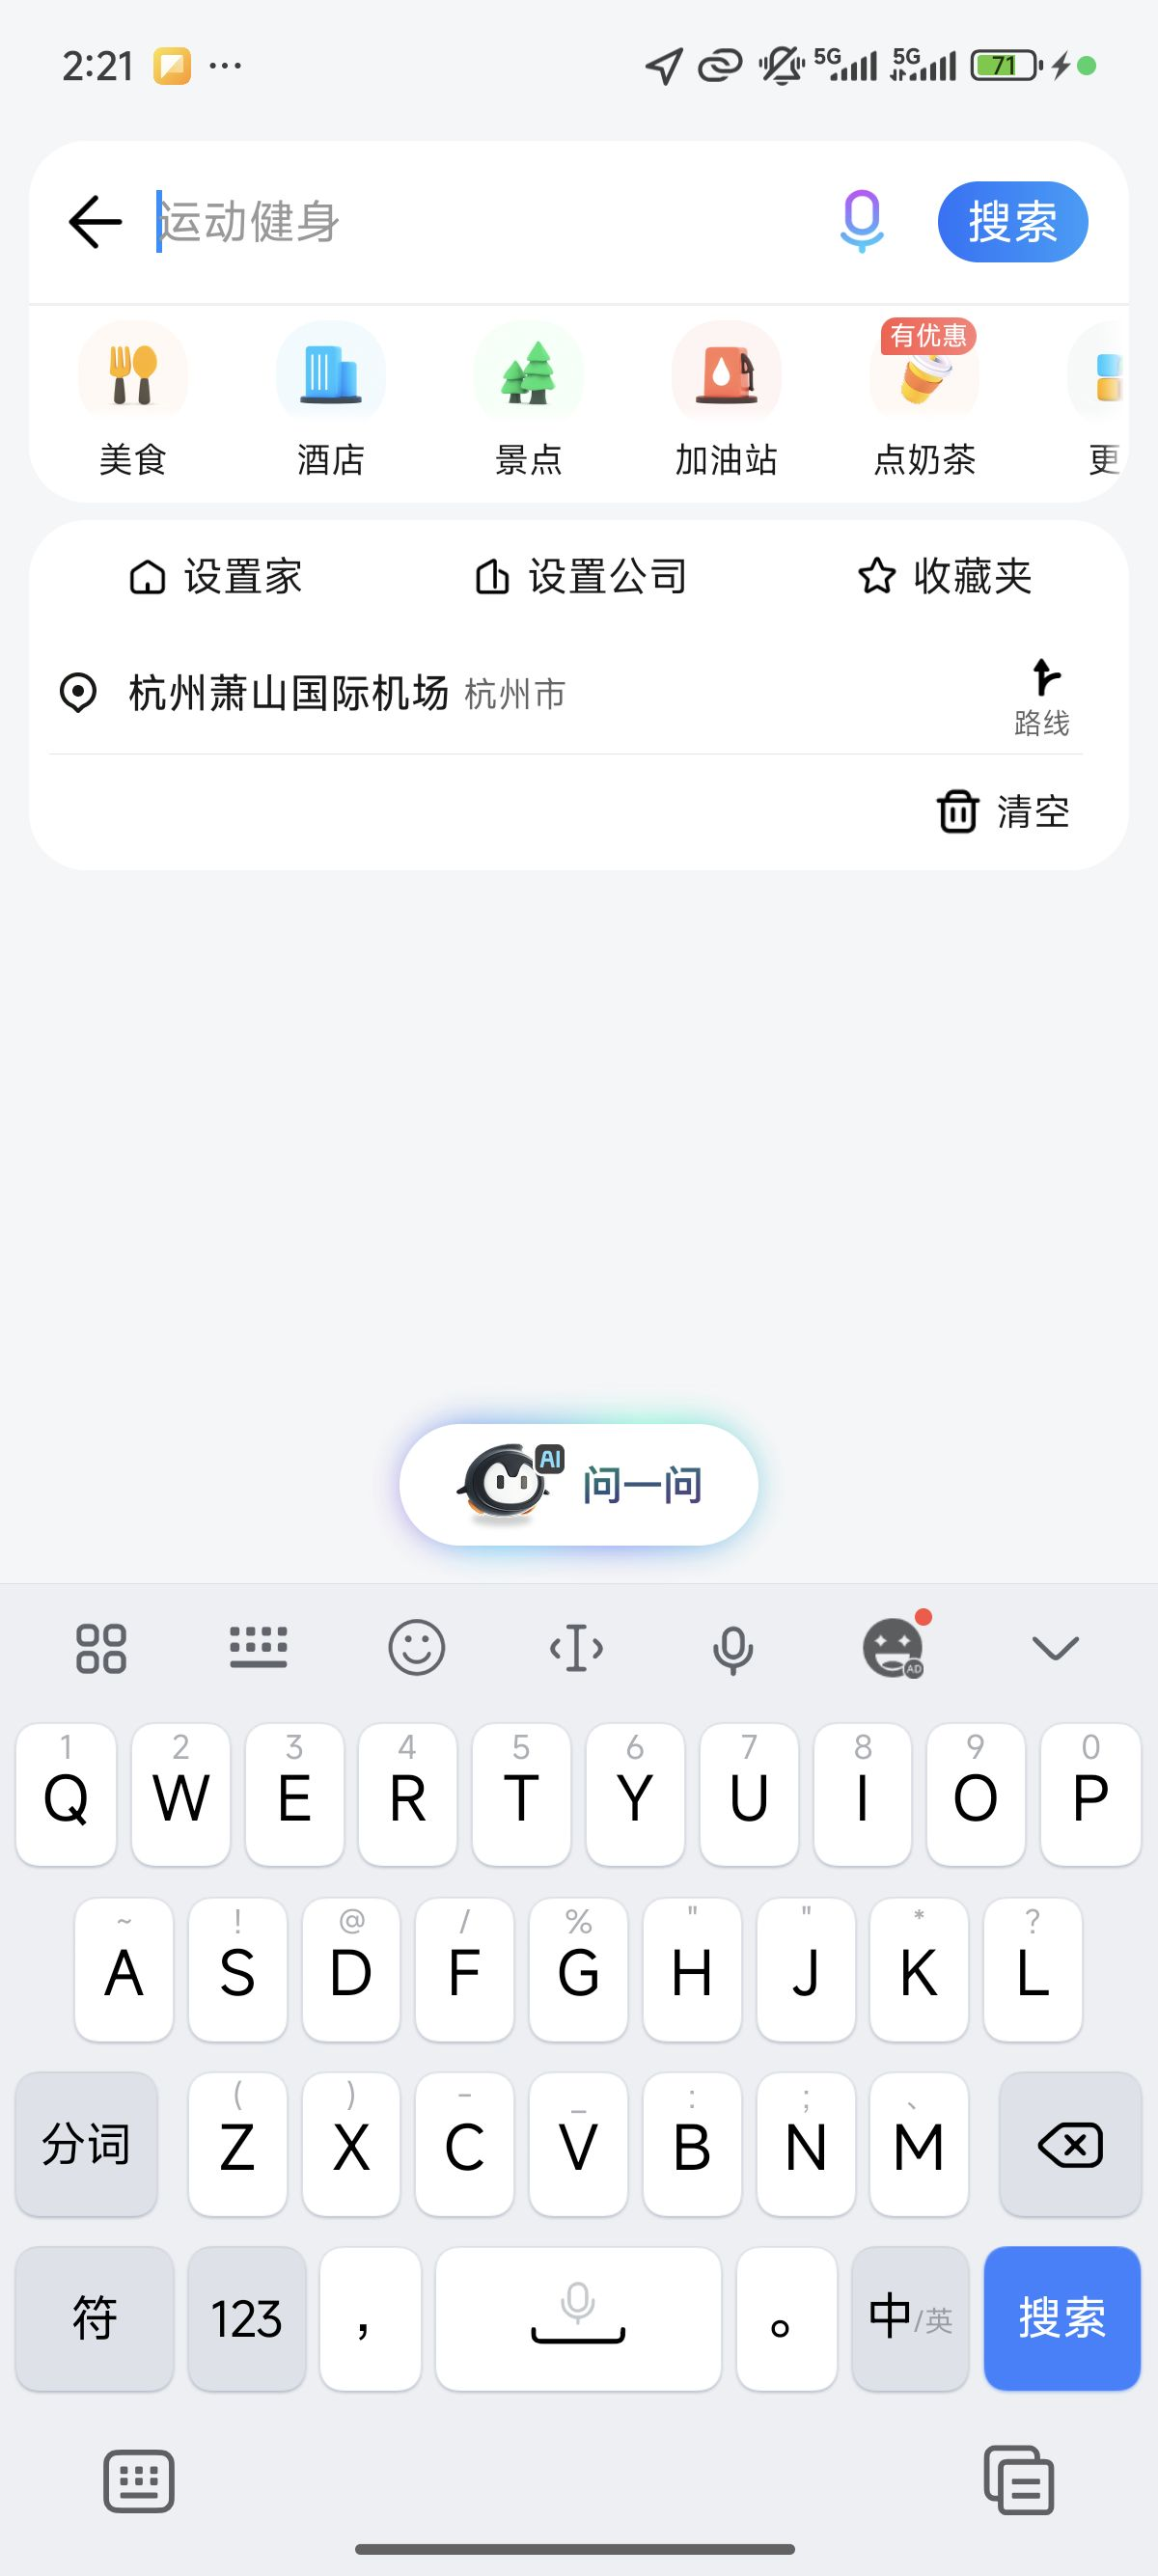 2:21 ··· 5G 5G 71
运动健身 搜索
有优惠
美食 酒店 景点 加油站 点奶茶 更
设置家 设置公司 收藏夹
杭州萧山国际机场 杭州市 路线
清空
AI 问一问
AD
1 2 3 4 5 6 7 8 9 0
Q W E R T Y U I O P
~ ! @ / % " " * ?
A S D F G H J K L
( ) - _ : ; 、
分词 Z X C V B N M
符 123 , 。 中/英 搜索